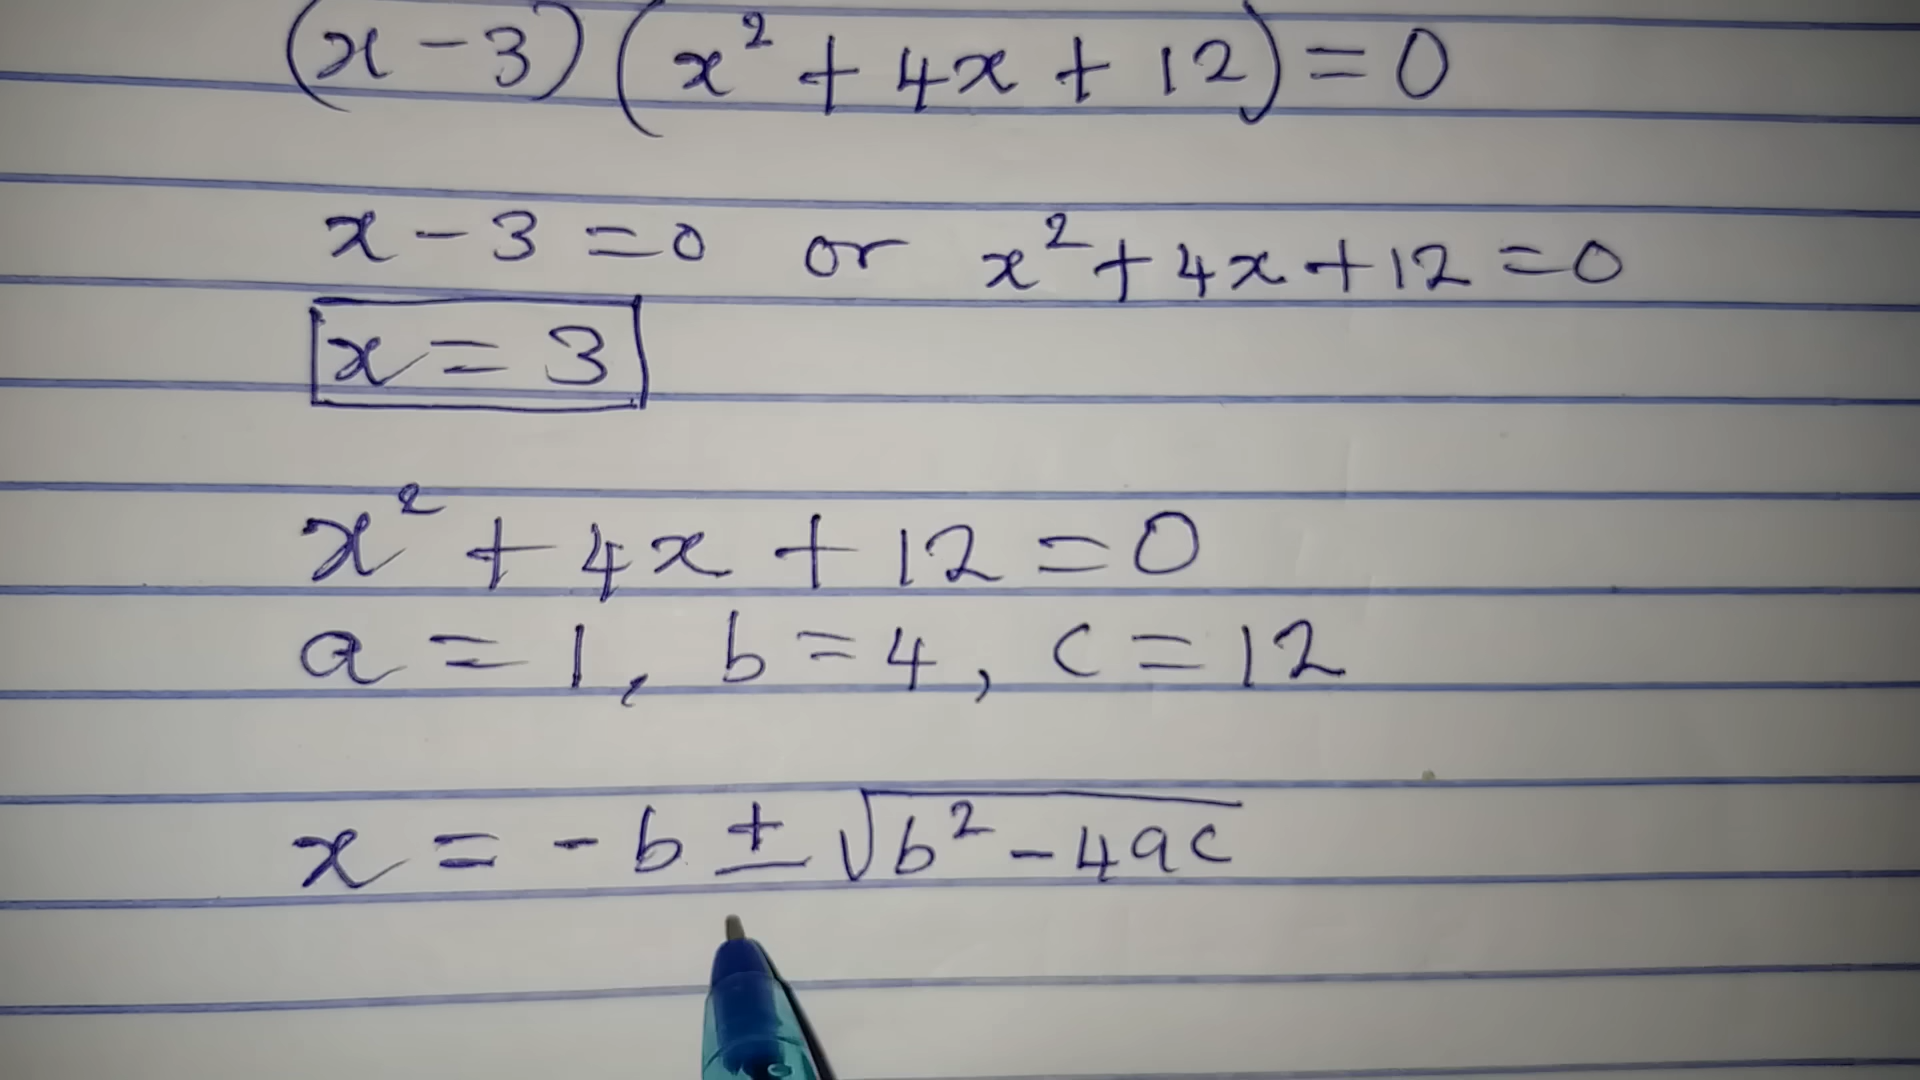 (x - 3)(x² + 4x + 12) = 0
x - 3 = 0 or x² + 4x + 12 = 0
x = 3
x² + 4x + 12 = 0
a = 1, b = 4, c = 12
x = - b ± √b² - 4ac